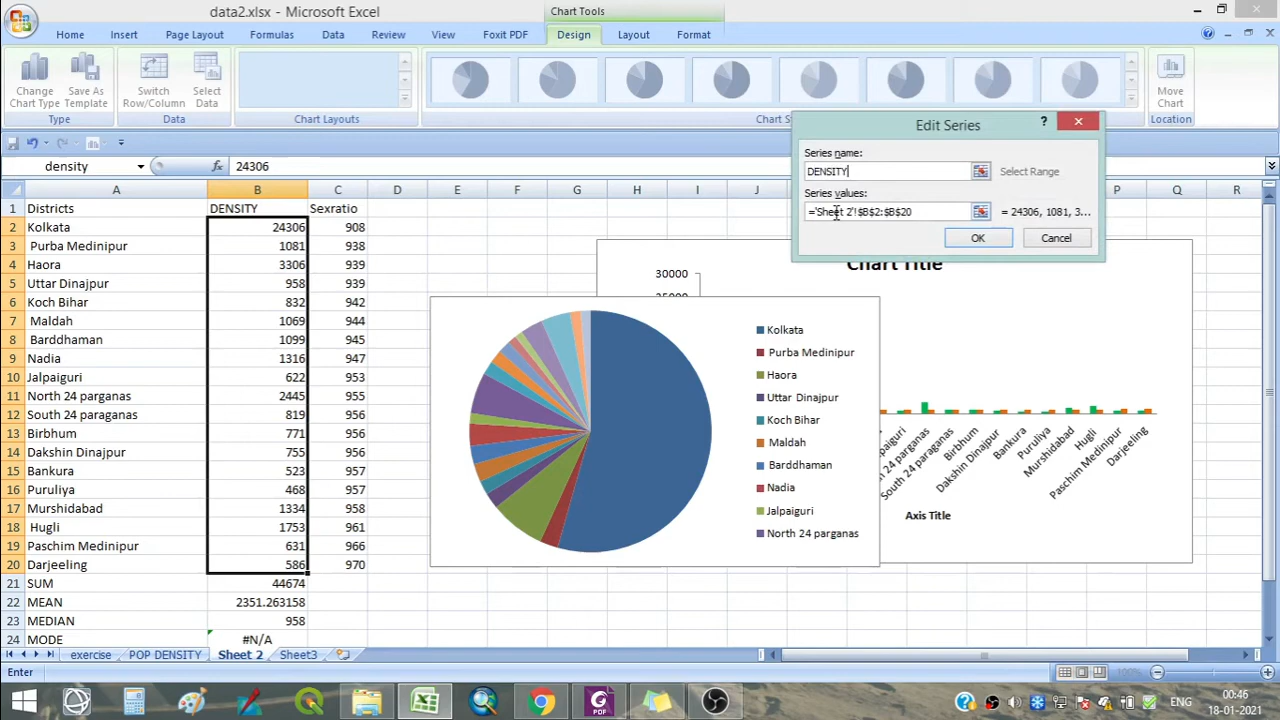 data2.xlsx - Microsoft Excel
Chart Tools
Home Insert Page Layout Formulas Data Review View Foxit PDF Design Layout Format
Change Chart Type
Save As Template
Switch Row/Column
Select Data
Move Chart
Type Data Chart Layouts Chart S Location
Edit Series
?
Series name:
DENSITY
Select Range
Series values:
='Sheet 2'!$B$2:$B$20
= 24306, 1081, 3...
OK Cancel
density
fx 24306
A B C D E F G H I J P Q R
1 Districts DENSITY Sexratio
2 Kolkata 24306 908
3 Purba Medinipur 1081 938
4 Haora 3306 939
5 Uttar Dinajpur 958 939
6 Koch Bihar 832 942
7 Maldah 1069 944
8 Barddhaman 1099 945
9 Nadia 1316 947
10 Jalpaiguri 622 953
11 North 24 parganas 2445 955
12 South 24 paraganas 819 956
13 Birbhum 771 956
14 Dakshin Dinajpur 755 956
15 Bankura 523 957
16 Puruliya 468 957
17 Murshidabad 1334 958
18 Hugli 1753 961
19 Paschim Medinipur 631 966
20 Darjeeling 586 970
21 SUM 44674
22 MEAN 2351.263158
23 MEDIAN 958
24 MODE #N/A
Chart Title
30000
Kolkata
Purba Medinipur
Haora
Uttar Dinajpur
Koch Bihar
Maldah
Barddhaman
Nadia
Jalpaiguri
North 24 parganas
lpaiguri
24 parganas
South 24 paraganas
Birbhum
Dakshin Dinajpur
Bankura
Puruliya
Murshidabad
Hugli
Paschim Medinipur
Darjeeling
Axis Title
exercise POP DENSITY Sheet 2 Sheet3
Enter
100%
PDF
ENG
00:46
18-01-2021